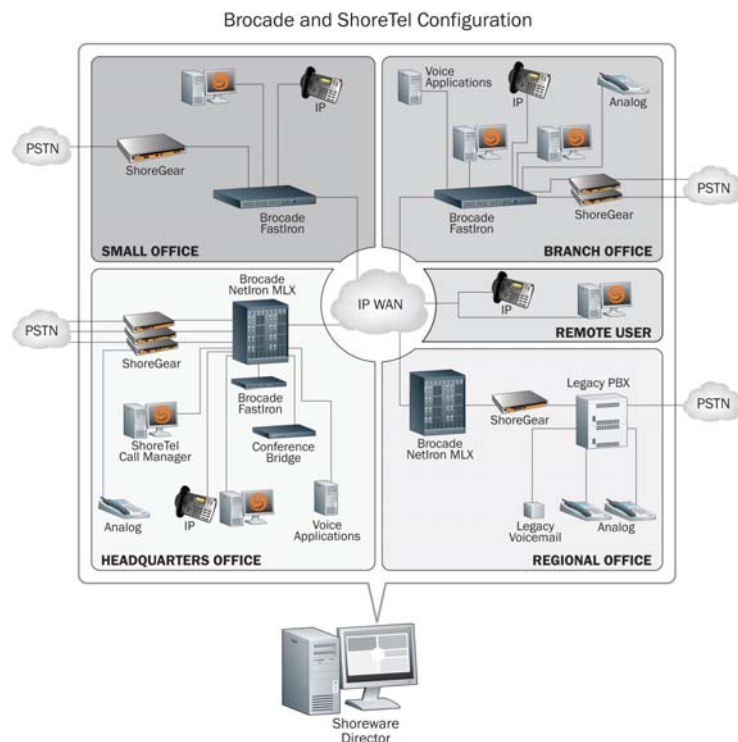 Brocade and ShoreTel Configuration
PSTN
ShoreGear
IP
Brocade
FastIron
SMALL OFFICE
Voice
Applications
IP
Analog
Brocade
FastIron
ShoreGear
PSTN
BRANCH OFFICE
IP WAN
IP
REMOTE USER
Brocade
NetIron MLX
PSTN
ShoreGear
Brocade
FastIron
ShoreTel
Call Manager
Conference
Bridge
Analog
IP
Voice
Applications
HEADQUARTERS OFFICE
Legacy PBX
ShoreGear
PSTN
Brocade
NetIron MLX
Legacy
Voicemail
Analog
REGIONAL OFFICE
Shoreware
Director